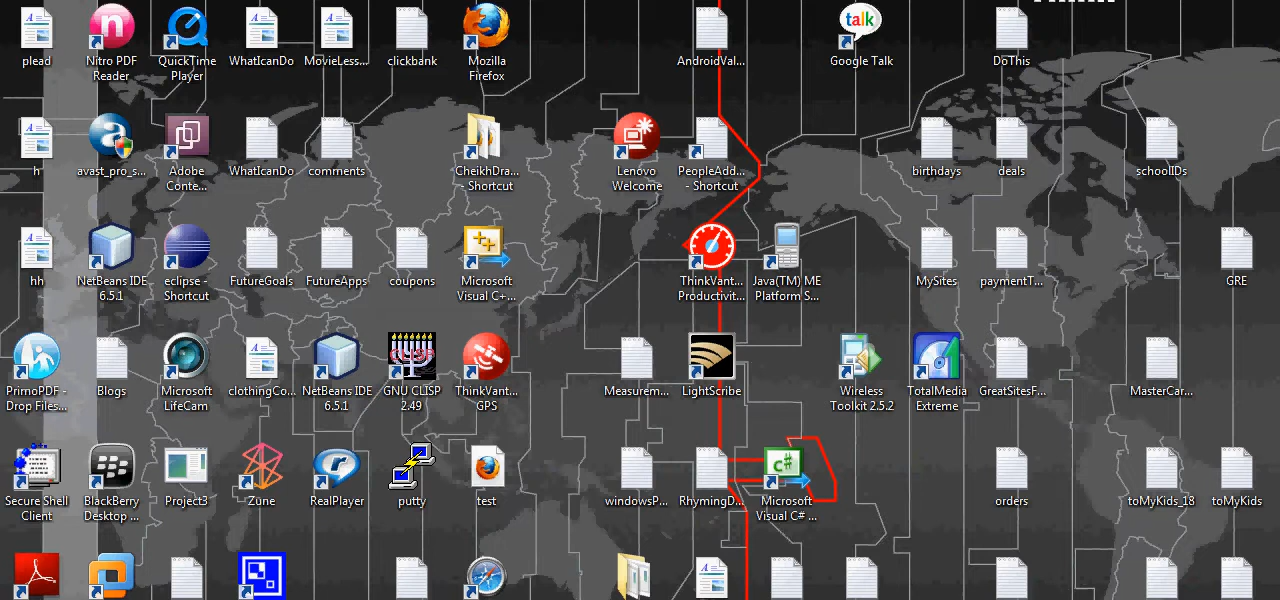 talk
plead
Nitro PDF
Reader
QuickTime
Player
WhatIcanDo
MovieLess...
clickbank
Mozilla
Firefox
AndroidVal...
Google Talk
DoThis
h
avast_pro_s...
Adobe
Conte...
WhatIcanDo
comments
CheikhDra...
- Shortcut
Lenovo
Welcome
PeopleAdd...
- Shortcut
birthdays
deals
schoolIDs
hh
NetBeans IDE
6.5.1
eclipse -
Shortcut
FutureGoals
FutureApps
coupons
Microsoft
Visual C+...
ThinkVant...
Productivit...
Java(TM) ME
Platform S...
MySites
paymentT...
GRE
PrimoPDF -
Drop Files...
Blogs
Microsoft
LifeCam
clothingCo...
NetBeans IDE
6.5.1
CLISP
GNU CLISP
2.49
ThinkVant...
GPS
Measurem...
LightScribe
Wireless
Toolkit 2.5.2
TotalMedia
Extreme
GreatSitesF...
MasterCar...
Secure Shell
Client
BlackBerry
Desktop ...
Project3
Zune
RealPlayer
putty
test
windowsP...
RhymingD...
C#
Microsoft
Visual C# ...
orders
toMyKids_18
toMyKids